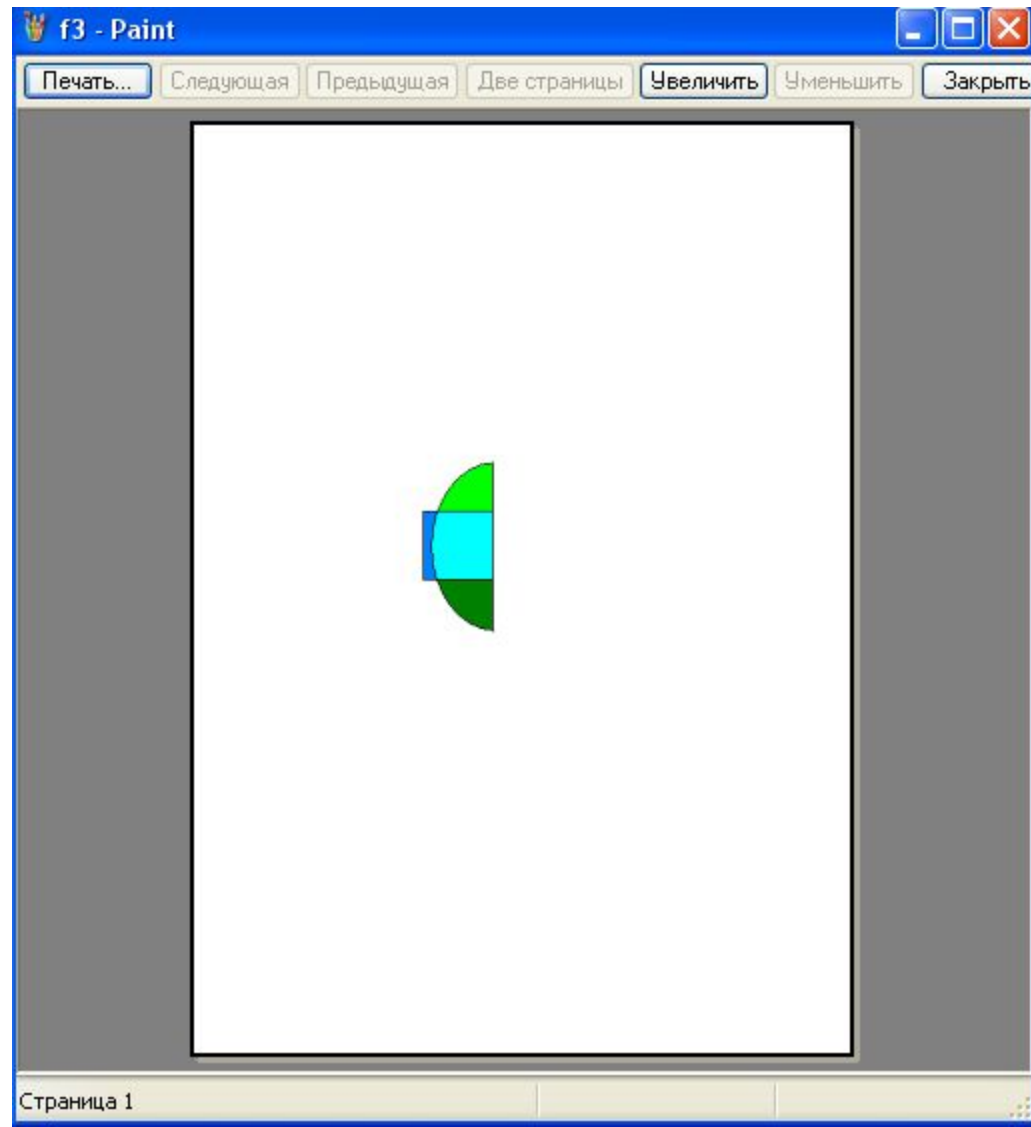 f3 - Paint
Печать... Следующая Предыдущая Две страницы Увеличить Уменьшить Закрыть
Страница 1